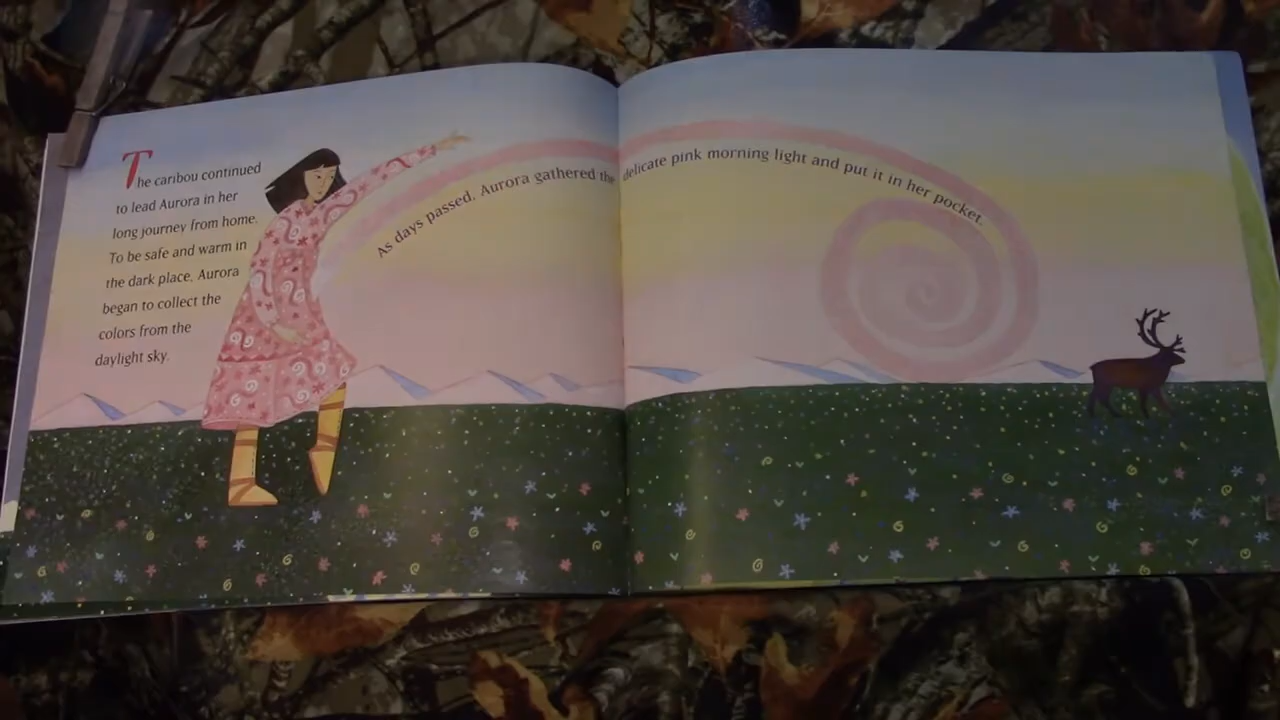 The caribou continued
to lead Aurora in her
long journey from home.
To be safe and warm in
the dark place, Aurora
began to collect the
colors from the
daylight sky.
As days passed, Aurora gathered the delicate pink morning light and put it in her pocket.